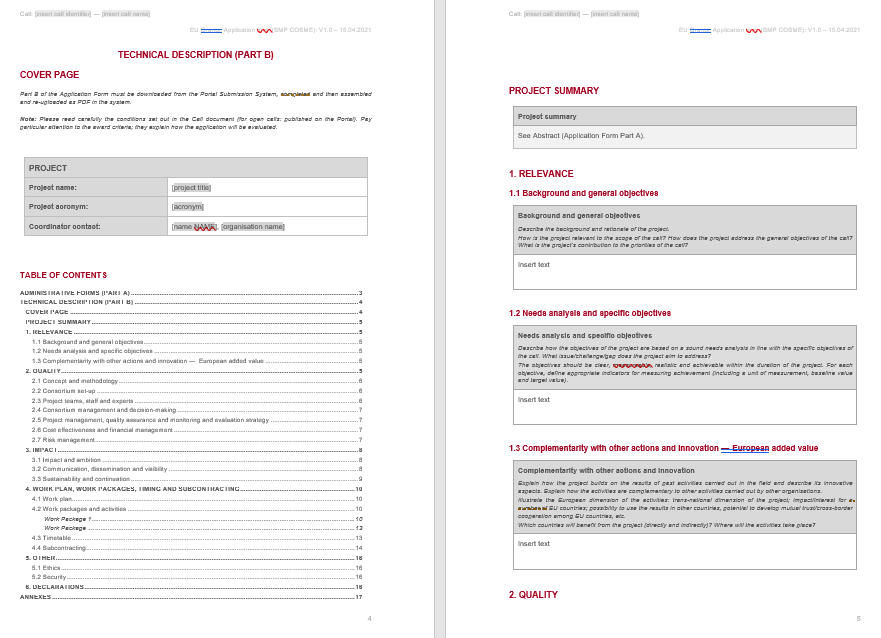 Call: [insert call identifier] — [insert call name]
EU Grants: Application (SMP COSME): V1.0 – 15.04.2021
TECHNICAL DESCRIPTION (PART B)
COVER PAGE
Part B of the Application Form must be downloaded from the Portal Submission System, completed and then assembled
and re-uploaded as PDF in the system.
Note: Please read carefully the conditions set out in the Call document (for open calls: published on the Portal). Pay
particular attention to the award criteria; they explain how the application will be evaluated.
PROJECT
Project name: [project title]
Project acronym: [acronym]
Coordinator contact: [name NAME], [organisation name]
TABLE OF CONTENTS
ADMINISTRATIVE FORMS (PART A) 3
TECHNICAL DESCRIPTION (PART B) 4
COVER PAGE 4
PROJECT SUMMARY 5
1. RELEVANCE 5
1.1 Background and general objectives 5
1.2 Needs analysis and specific objectives 5
1.3 Complementarity with other actions and innovation — European added value 5
2. QUALITY 5
2.1 Concept and methodology 6
2.2 Consortium set-up 6
2.3 Project teams, staff and experts 6
2.4 Consortium management and decision-making 7
2.5 Project management, quality assurance and monitoring and evaluation strategy 7
2.6 Cost effectiveness and financial management 7
2.7 Risk management 7
3. IMPACT 8
3.1 Impact and ambition 8
3.2 Communication, dissemination and visibility 8
3.3 Sustainability and continuation 9
4. WORK PLAN, WORK PACKAGES, TIMING AND SUBCONTRACTING 10
4.1 Work plan 10
4.2 Work packages and activities 10
Work Package 1 10
Work Package 12
4.3 Timetable 13
4.4 Subcontracting 14
5. OTHER 16
5.1 Ethics 16
5.2 Security 16
6. DECLARATIONS 16
ANNEXES 17
4
Call: [insert call identifier] — [insert call name]
EU Grants: Application (SMP COSME): V1.0 – 15.04.2021
PROJECT SUMMARY
Project summary
See Abstract (Application Form Part A).
1. RELEVANCE
1.1 Background and general objectives
Background and general objectives
Describe the background and rationale of the project.
How is the project relevant to the scope of the call? How does the project address the general objectives of the call?
What is the project's contribution to the priorities of the call?
Insert text
1.2 Needs analysis and specific objectives
Needs analysis and specific objectives
Describe how the objectives of the project are based on a sound needs analysis in line with the specific objectives of
the call. What issue/challenge/gap does the project aim to address?
The objectives should be clear, measurable, realistic and achievable within the duration of the project. For each
objective, define appropriate indicators for measuring achievement (including a unit of measurement, baseline value
and target value).
Insert text
1.3 Complementarity with other actions and innovation — European added value
Complementarity with other actions and innovation
Explain how the project builds on the results of past activities carried out in the field and describe its innovative
aspects. Explain how the activities are complementary to other activities carried out by other organisations.
Illustrate the European dimension of the activities: trans-national dimension of the project; impact/interest for a
number of EU countries; possibility to use the results in other countries, potential to develop mutual trust/cross-border
cooperation among EU countries, etc.
Which countries will benefit from the project (directly and indirectly)? Where will the activities take place?
Insert text
2. QUALITY
5